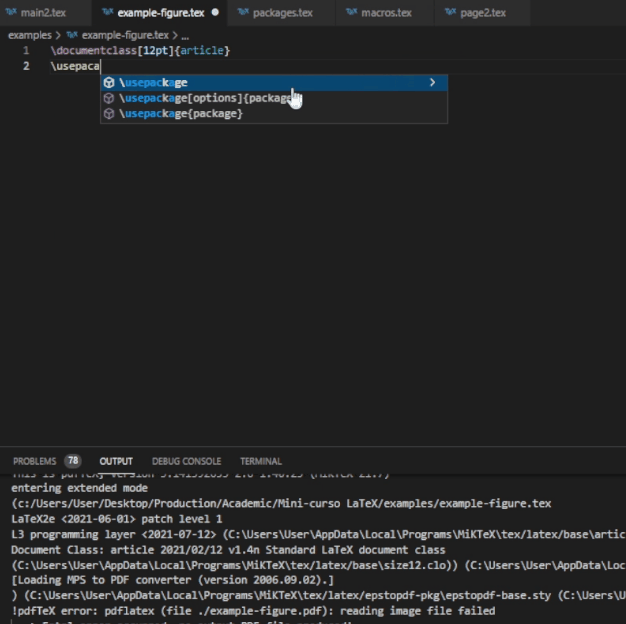 main2.tex example-figure.tex packages.tex macros.tex page2.tex
examples > example-figure.tex > ...
1 \documentclass[12pt]{article}
2 \usepaca
\usepackage
\usepackage[options]{package}
\usepackage{package}
PROBLEMS 78 OUTPUT DEBUG CONSOLE TERMINAL
entering extended mode
(c:/Users/User/Desktop/Production/Academic/Mini-curso LaTeX/examples/example-figure.tex
LaTeX2e <2021-06-01> patch level 1
L3 programming layer <2021-07-12> (C:\Users\User\AppData\Local\Programs\MiKTeX\tex/latex/base\artic
Document Class: article 2021/02/12 v1.4n Standard LaTeX document class
(C:\Users\User\AppData\Local\Programs\MiKTeX\tex/latex/base\size12.clo)) (C:\Users\User\AppData\Loc
[Loading MPS to PDF converter (version 2006.09.02).]
) (C:\Users\User\AppData\Local\Programs\MiKTeX\tex/latex/epstopdf-pkg\epstopdf-base.sty (C:\Users\U
!pdfTeX error: pdflatex (file ./example-figure.pdf): reading image file failed